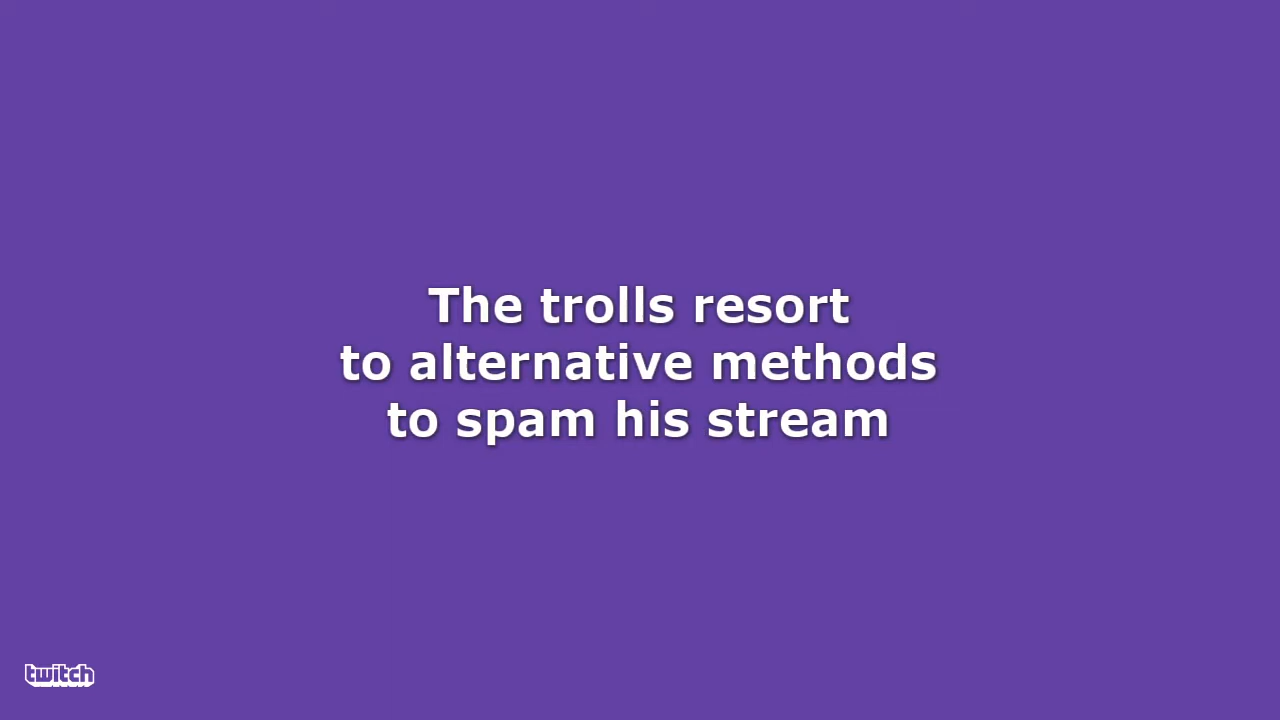 The trolls resort
to alternative methods
to spam his stream
twitch